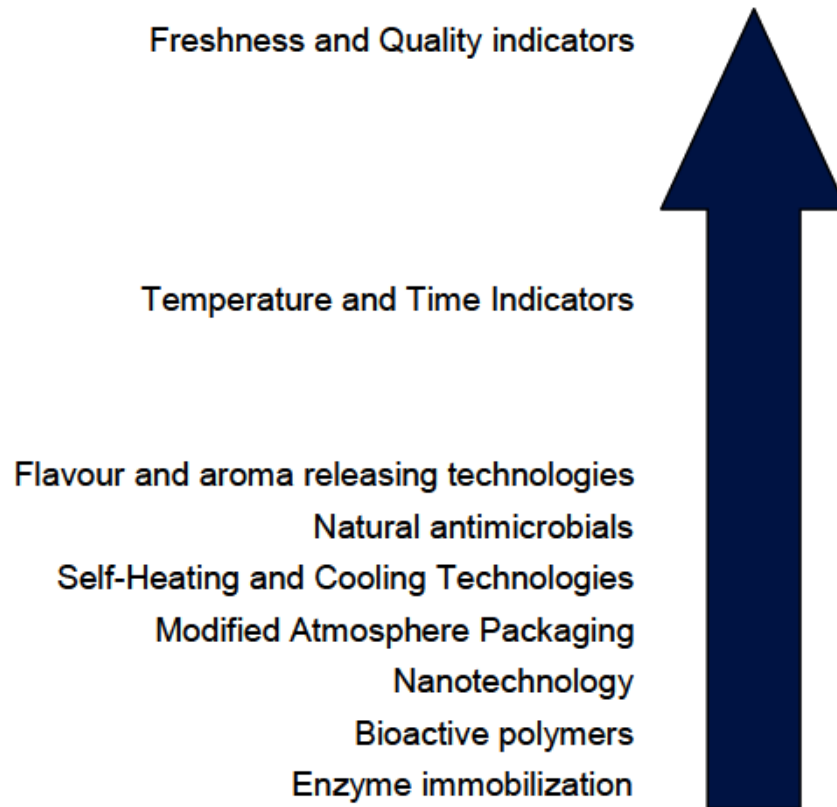 Freshness and Quality indicators
Temperature and Time Indicators
Flavour and aroma releasing technologies
Natural antimicrobials
Self-Heating and Cooling Technologies
Modified Atmosphere Packaging
Nanotechnology
Bioactive polymers
Enzyme immobilization